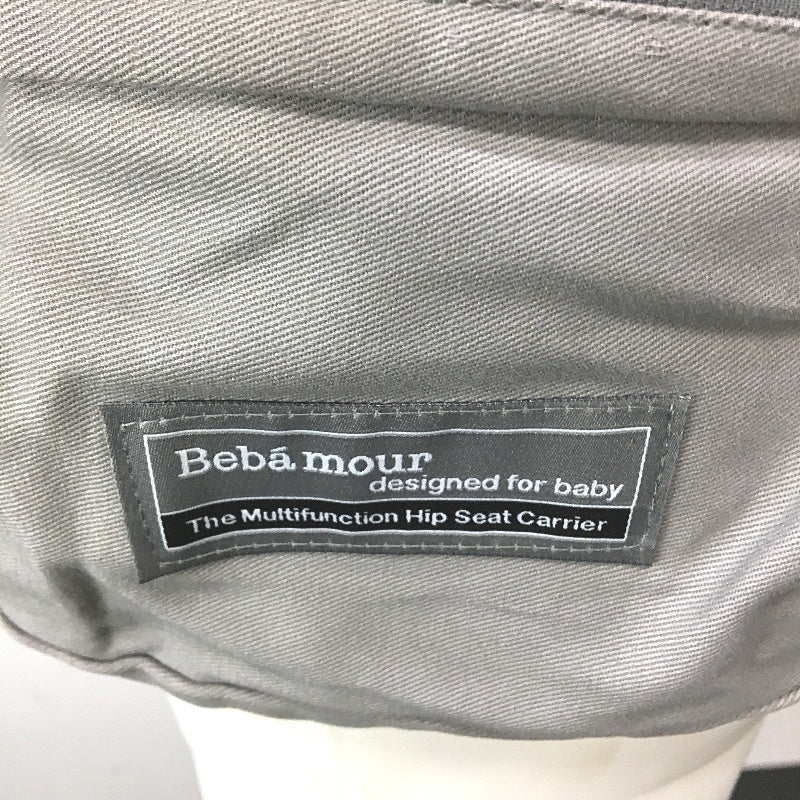 Bebá mour
designed for baby
The Multifunction Hip Seat Carrier